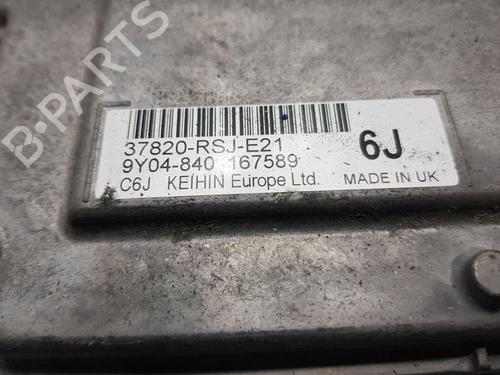 37820-RSJ-E21
9Y04-840 167589
6J
C6J KEIHIN Europe Ltd. MADE IN UK
B-PARTS